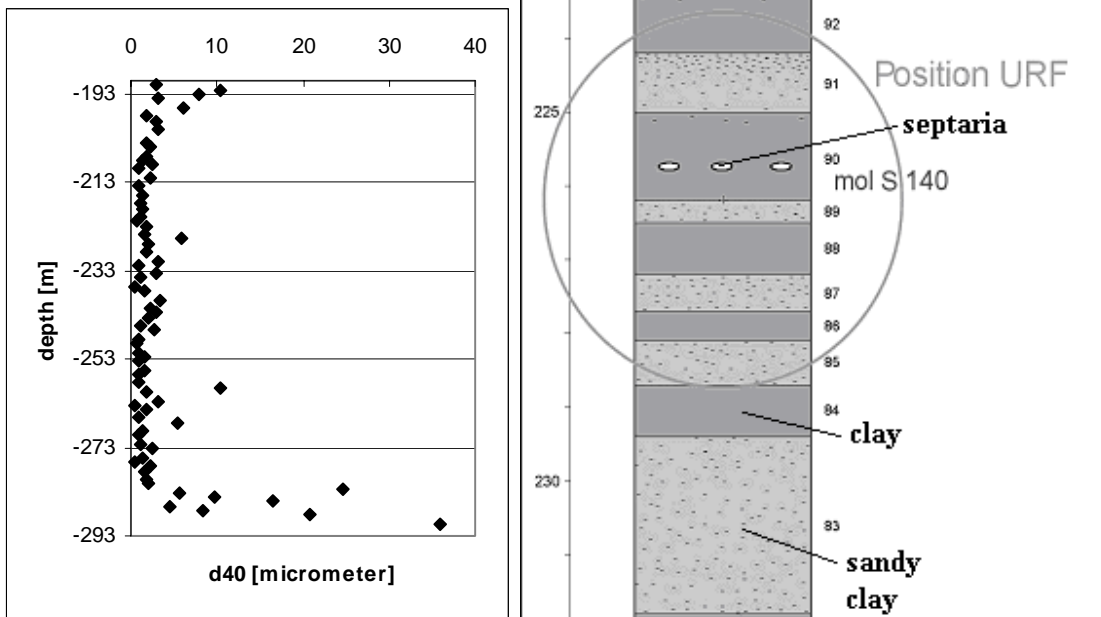 0 10 20 30 40
-193
-213
-233
-253
-273
-293
depth [m]
d40 [micrometer]
92
91
Position URF
225
septaria
90
mol S 140
89
88
87
86
85
84
clay
230
83
sandy
clay